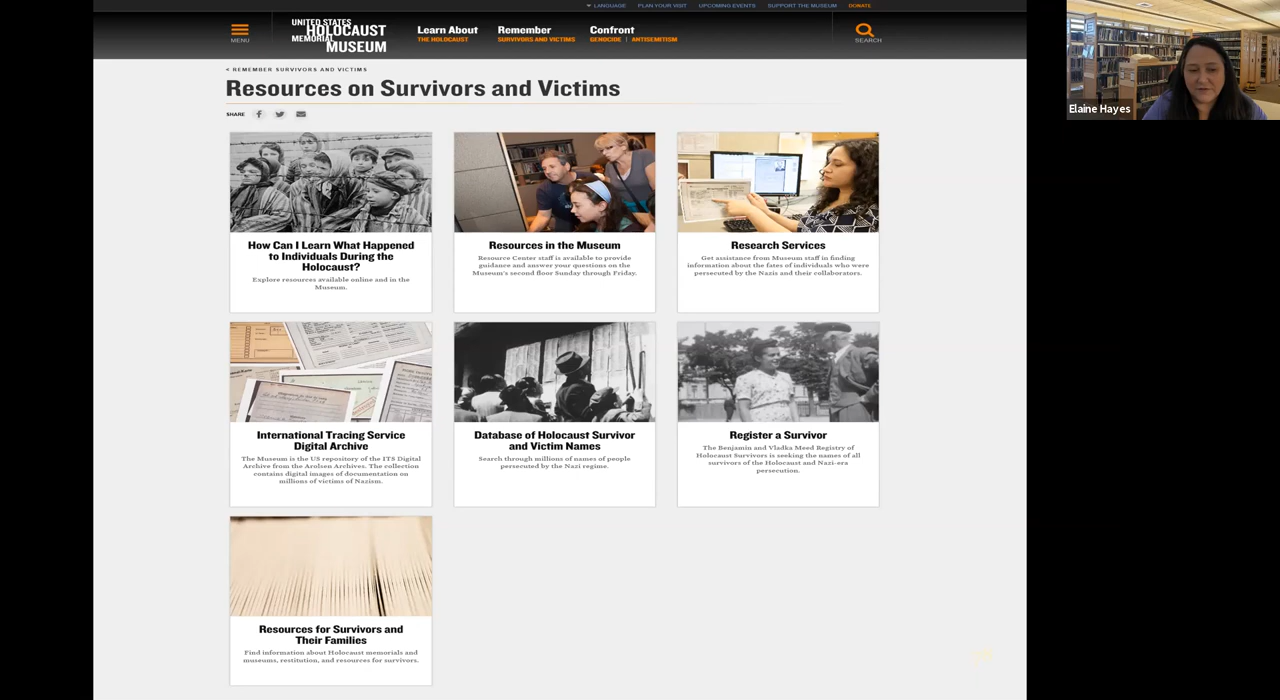 LANGUAGE PLAN YOUR VISIT UPCOMING EVENTS SUPPORT THE MUSEUM DONATE
MENU
UNITED STATES
HOLOCAUST
MEMORIAL
MUSEUM
Learn About
THE HOLOCAUST
Remember
SURVIVORS AND VICTIMS
Confront
GENOCIDE | ANTISEMITISM
SEARCH
Elaine Hayes
< REMEMBER SURVIVORS AND VICTIMS
Resources on Survivors and Victims
SHARE
How Can I Learn What Happened
to Individuals During the
Holocaust?
Explore resources available online and in the
Museum.
Resources in the Museum
Resource Center staff is available to provide
guidance and answer your questions on the
Museum's second floor Sunday through Friday.
Research Services
Get assistance from Museum staff in finding
information about the fates of individuals who were
persecuted by the Nazis and their collaborators.
International Tracing Service
Digital Archive
The Museum is the US repository of the ITS Digital
Archive from the Arolsen Archives. The collection
contains digital images of documentation on
millions of victims of Nazism.
Database of Holocaust Survivor
and Victim Names
Search through millions of names of people
persecuted by the Nazi regime.
Register a Survivor
The Benjamin and Vladka Meed Registry of
Holocaust Survivors is seeking the names of all
survivors of the Holocaust and Nazi-era
persecution.
Resources for Survivors and
Their Families
Find information about Holocaust memorials and
museums, restitution, and resources for survivors.